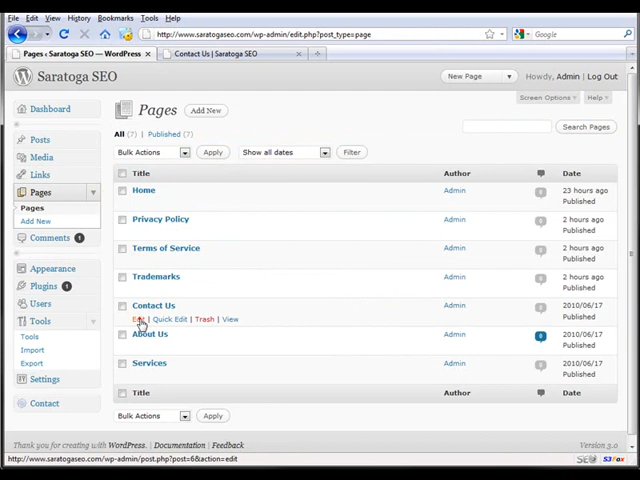 File Edit View History Bookmarks Tools Help
http://www.saratogaseo.com/wp-admin/edit.php?post_type=page
Google
Pages ‹ Saratoga SEO — WordPress
Contact Us | Saratoga SEO
Saratoga SEO
New Page
Howdy, Admin | Log Out
Screen Options
Help
Dashboard
Posts
Media
Links
Pages
Pages
Add New
Comments 1
Appearance
Plugins 1
Users
Tools
Tools
Import
Export
Settings
Contact
Pages
Add New
All (7) | Published (7)
Search Pages
Bulk Actions
Apply
Show all dates
Filter
Title Author Date
Home Admin 0 23 hours ago
Published
Privacy Policy Admin 0 2 hours ago
Published
Terms of Service Admin 0 2 hours ago
Published
Trademarks Admin 0 2 hours ago
Published
Contact Us Admin 0 2010/06/17
Edit | Quick Edit | Trash | View Published
About Us Admin 0 2010/06/17
Published
Services Admin 0 2010/06/17
Published
Title Author Date
Bulk Actions
Apply
Thank you for creating with WordPress. | Documentation | Feedback
Version 3.0
http://www.saratogaseo.com/wp-admin/post.php?post=6&action=edit
S3Fox